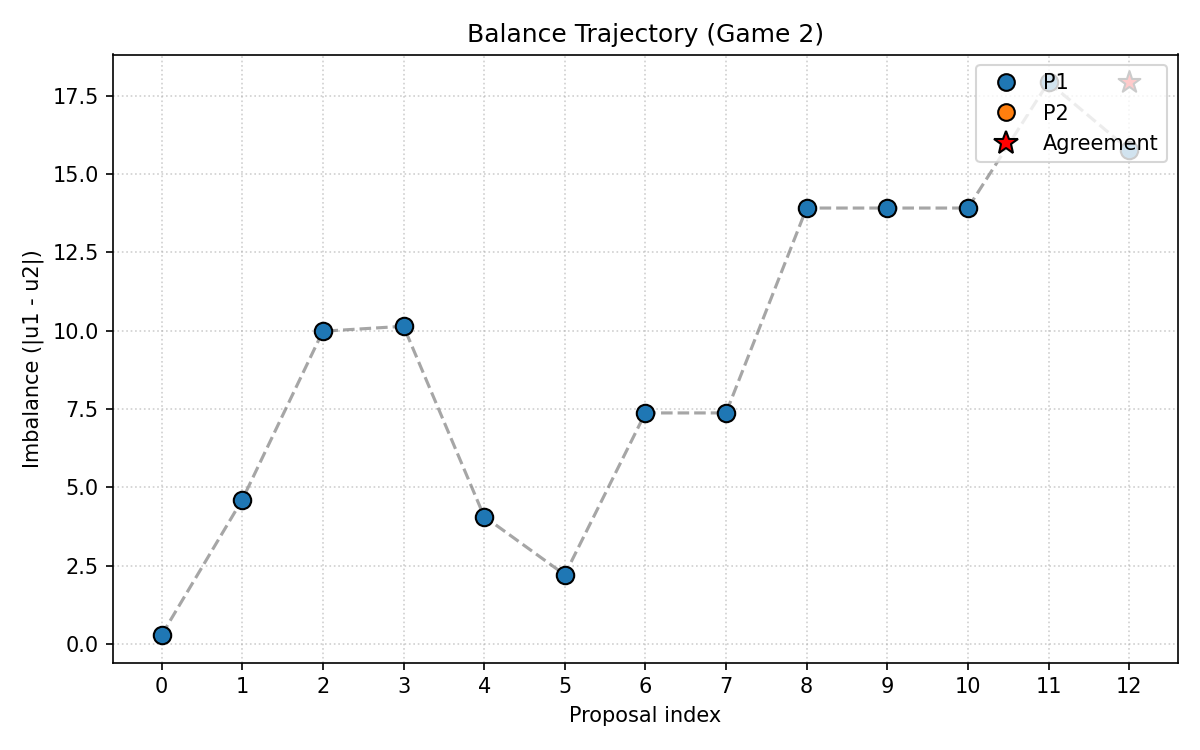 Balance Trajectory (Game 2)
Imbalance (|u1 - u2|)
17.5
15.0
12.5
10.0
7.5
5.0
2.5
0.0
P1
P2
Agreement
0 1 2 3 4 5 6 7 8 9 10 11 12
Proposal index